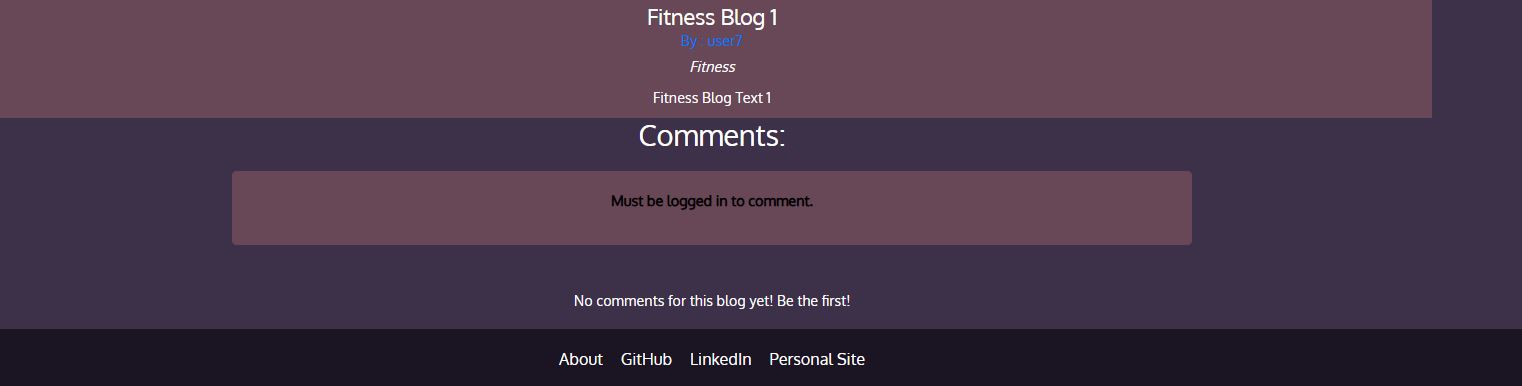 Fitness Blog 1
By : user7
Fitness
Fitness Blog Text 1
Comments:
Must be logged in to comment.
No comments for this blog yet! Be the first!
About GitHub LinkedIn Personal Site